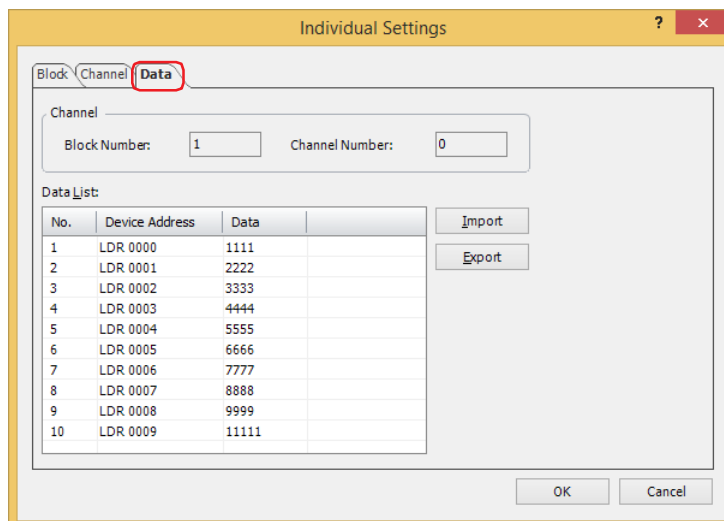 Individual Settings ? ×
Block Channel Data
Channel
Block Number: 1 Channel Number: 0
Data List:
No. Device Address Data
Import
1 LDR 0000 1111
2 LDR 0001 2222
Export
3 LDR 0002 3333
4 LDR 0003 4444
5 LDR 0004 5555
6 LDR 0005 6666
7 LDR 0006 7777
8 LDR 0007 8888
9 LDR 0008 9999
10 LDR 0009 11111
OK Cancel